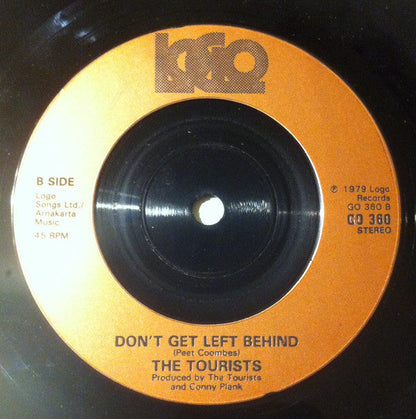 LOGO
B SIDE
Logo
Songs Ltd./
Arnakarta
Music
45 RPM
℗ 1979 Logo
Records
GO 360 B
GO 360
STEREO
DON'T GET LEFT BEHIND
(Peet Coombes)
THE TOURISTS
Produced by The Tourists
and Conny Plank